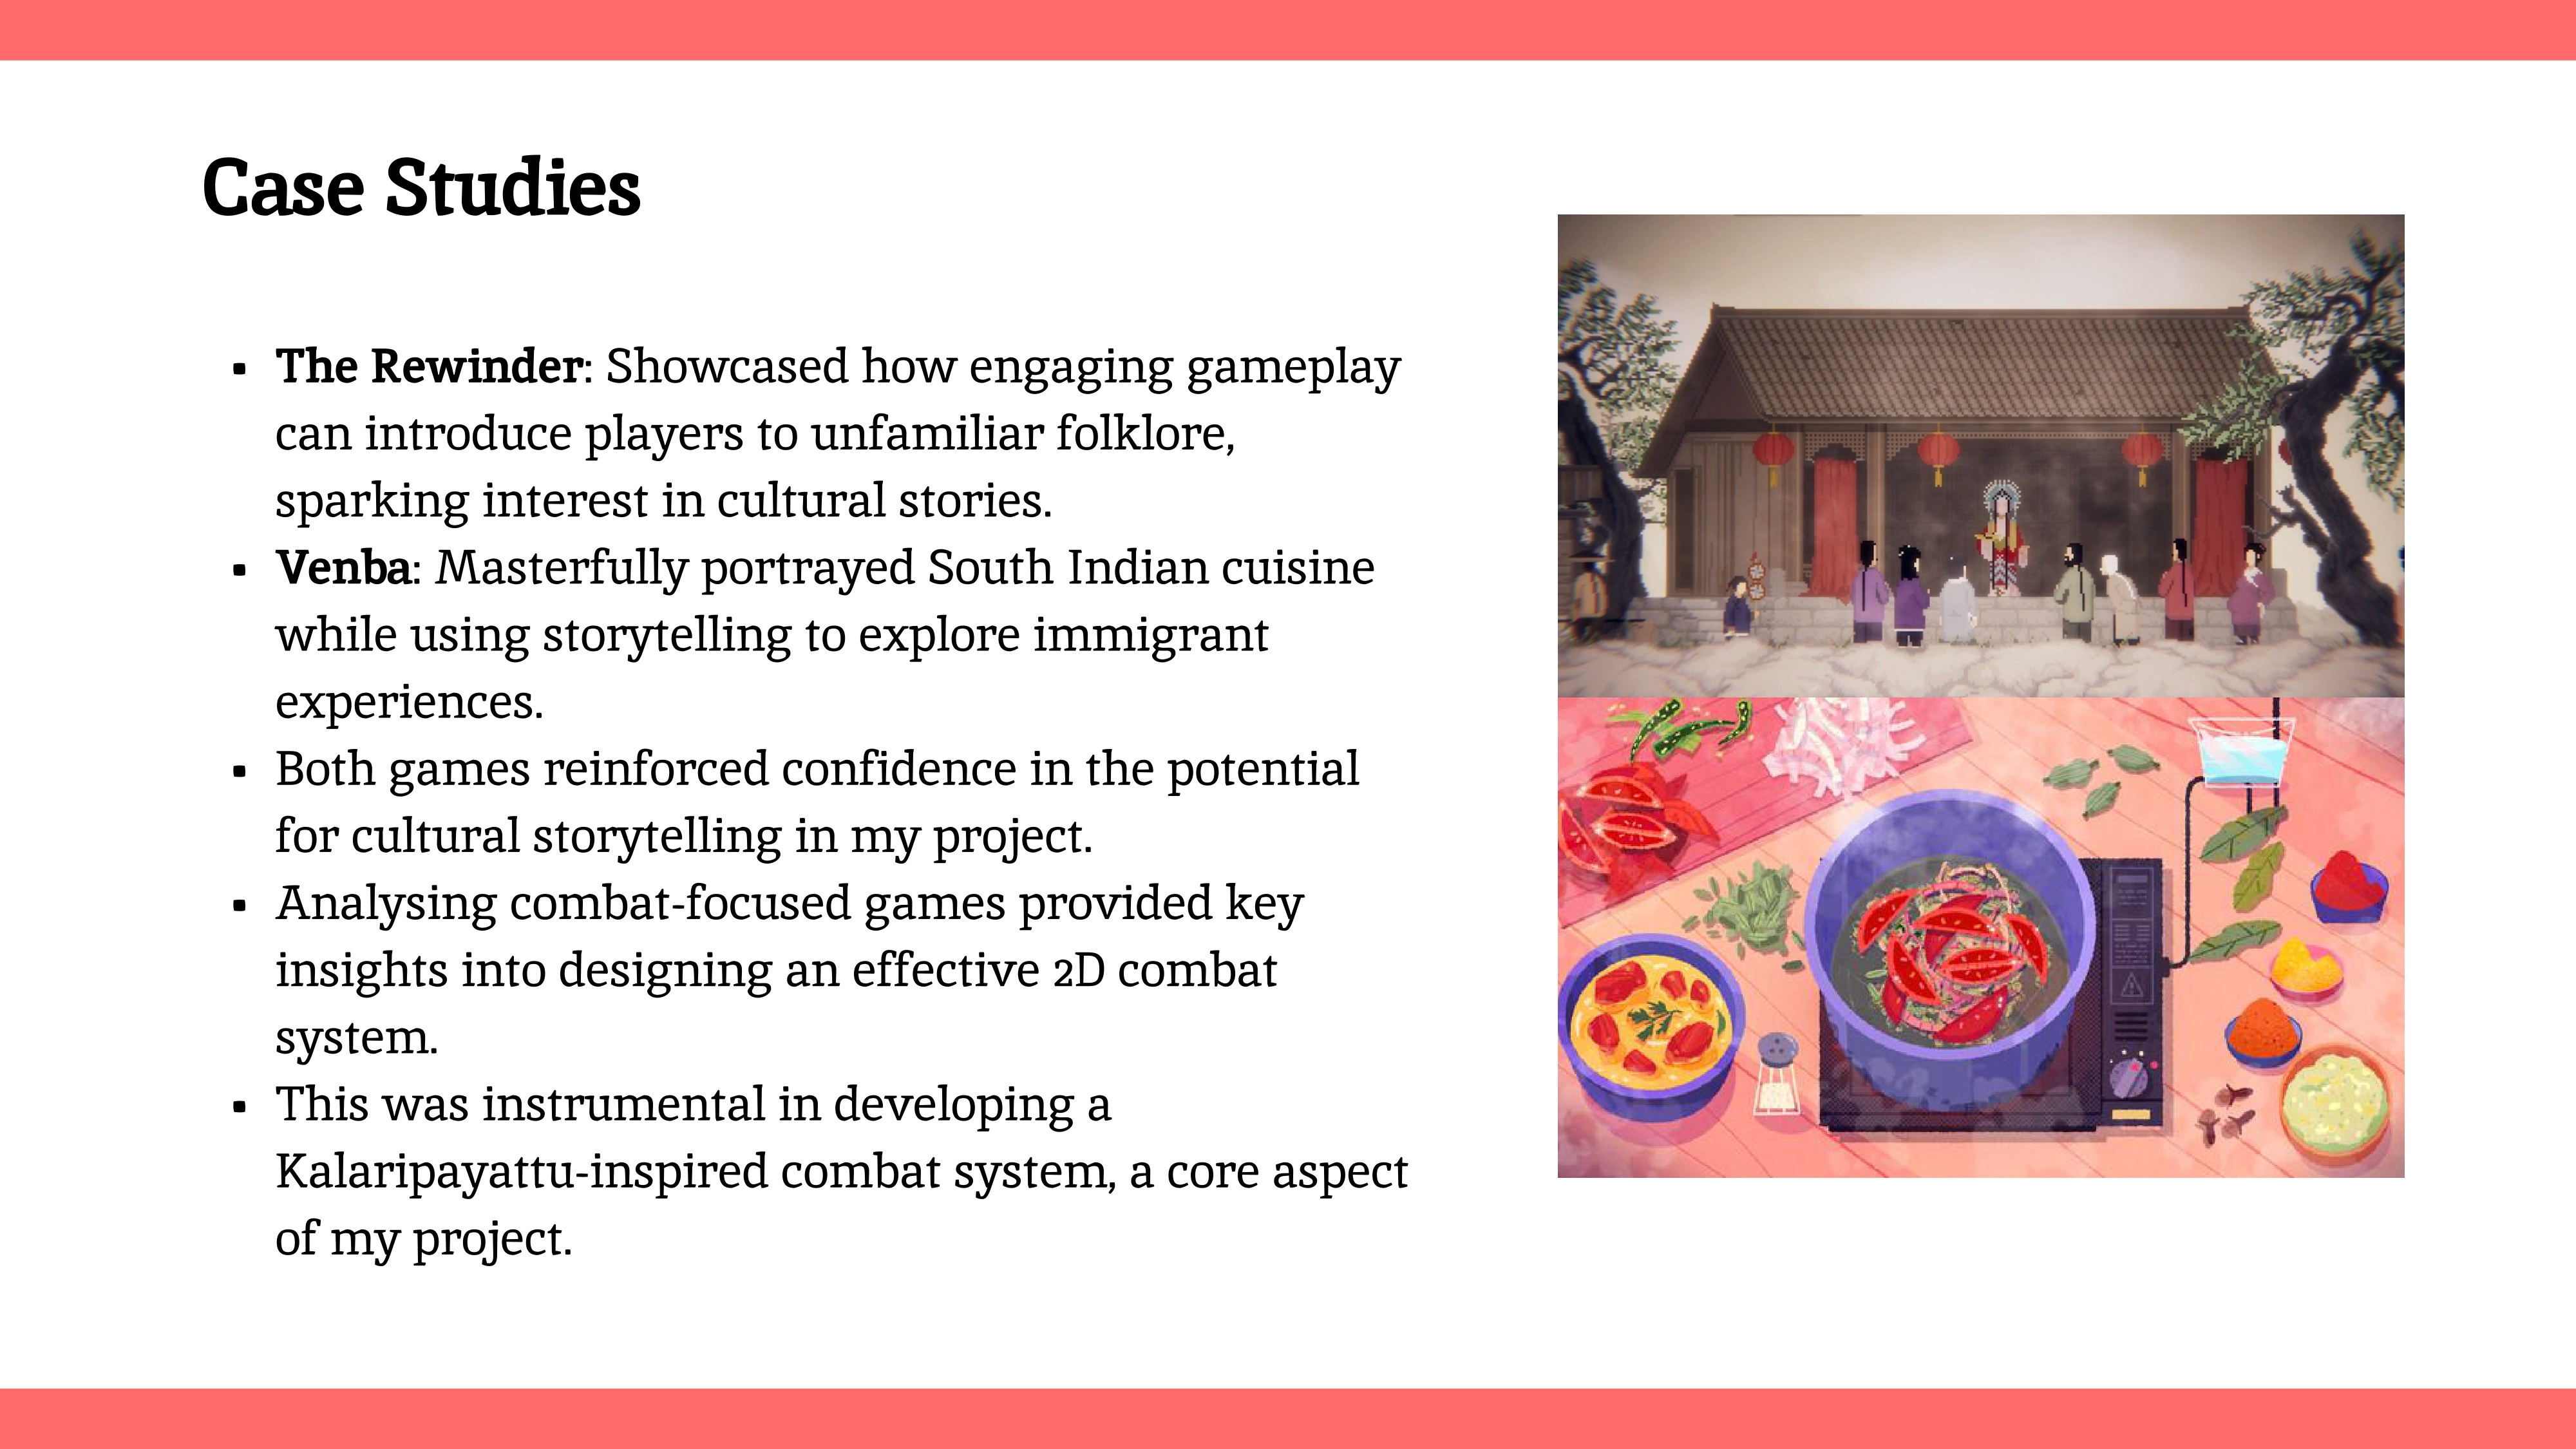 Case Studies
▪ The Rewinder: Showcased how engaging gameplay
can introduce players to unfamiliar folklore,
sparking interest in cultural stories.
▪ Venba: Masterfully portrayed South Indian cuisine
while using storytelling to explore immigrant
experiences.
▪ Both games reinforced confidence in the potential
for cultural storytelling in my project.
▪ Analysing combat-focused games provided key
insights into designing an effective 2D combat
system.
▪ This was instrumental in developing a
Kalaripayattu-inspired combat system, a core aspect
of my project.